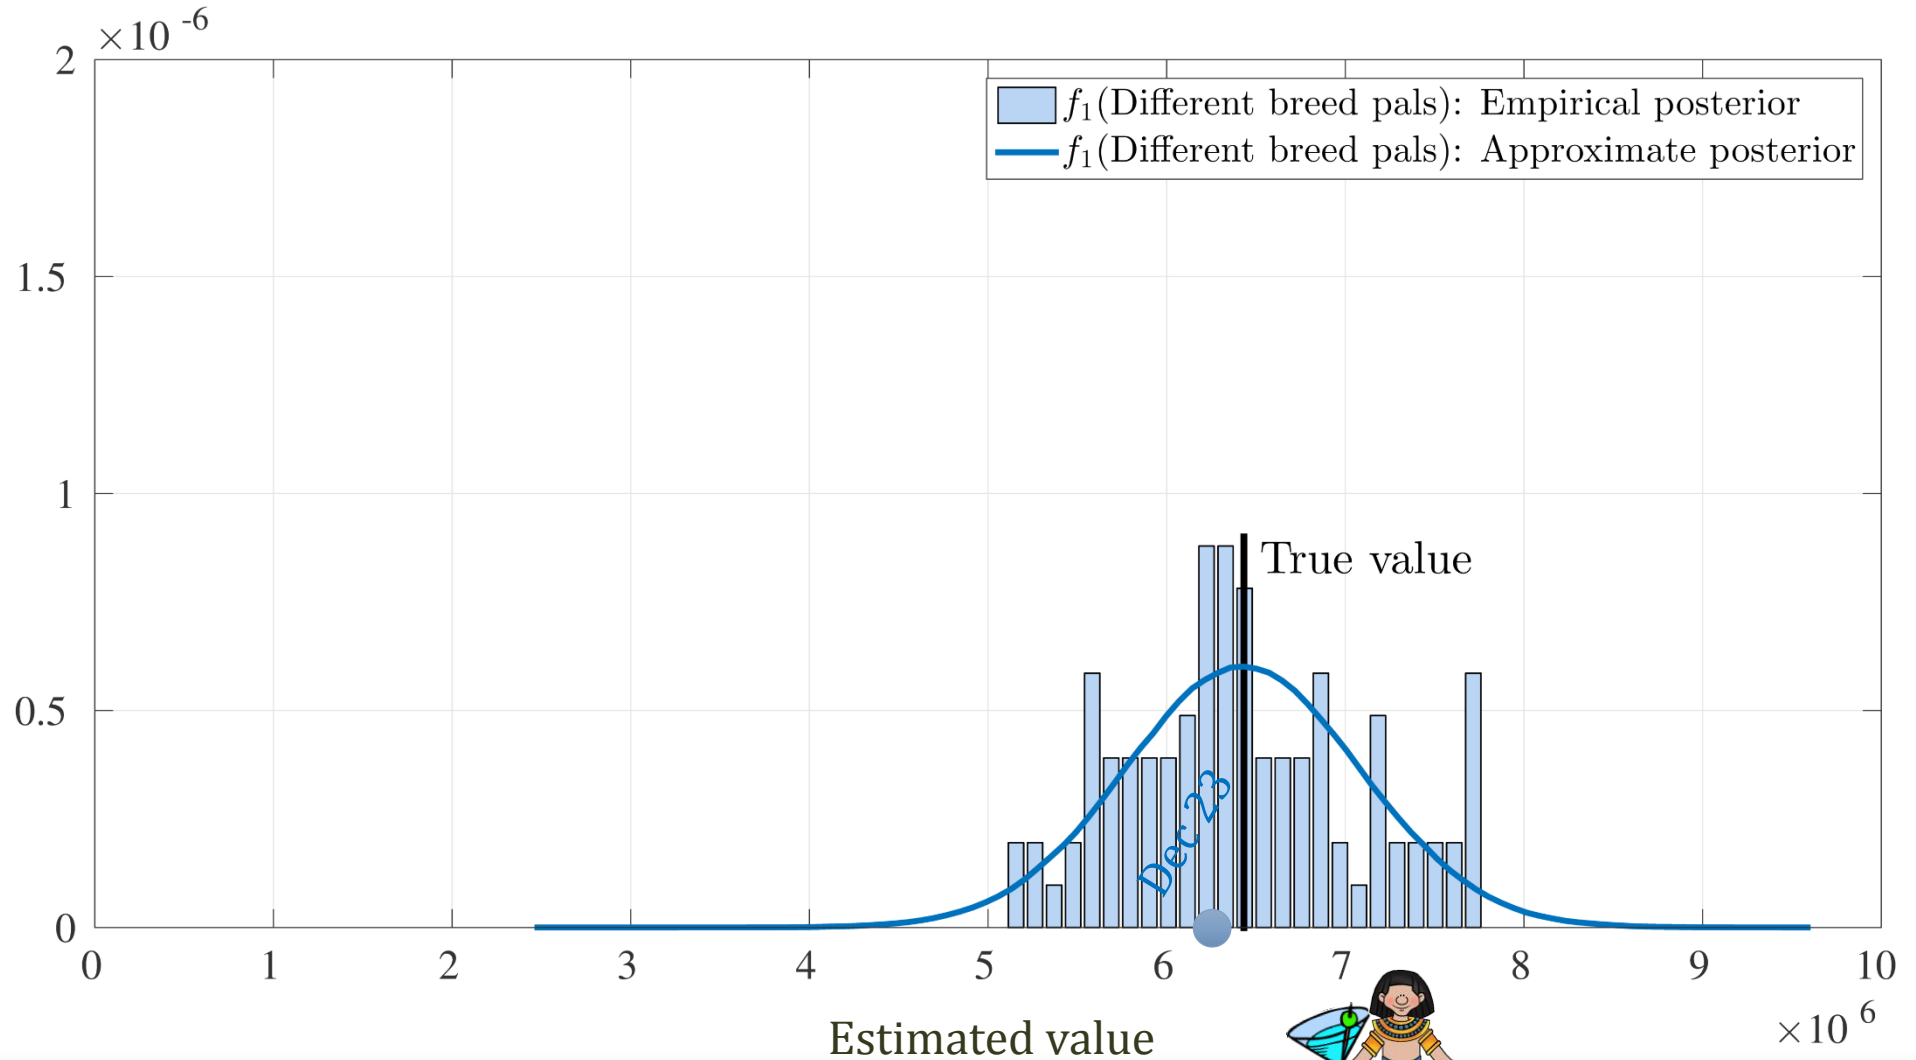 ×10 -6
2
1.5
1
0.5
0
f1(Different breed pals): Empirical posterior
f1(Different breed pals): Approximate posterior
True value
Dec 23
0 1 2 3 4 5 6 7 8 9 10
×10 6
Estimated value